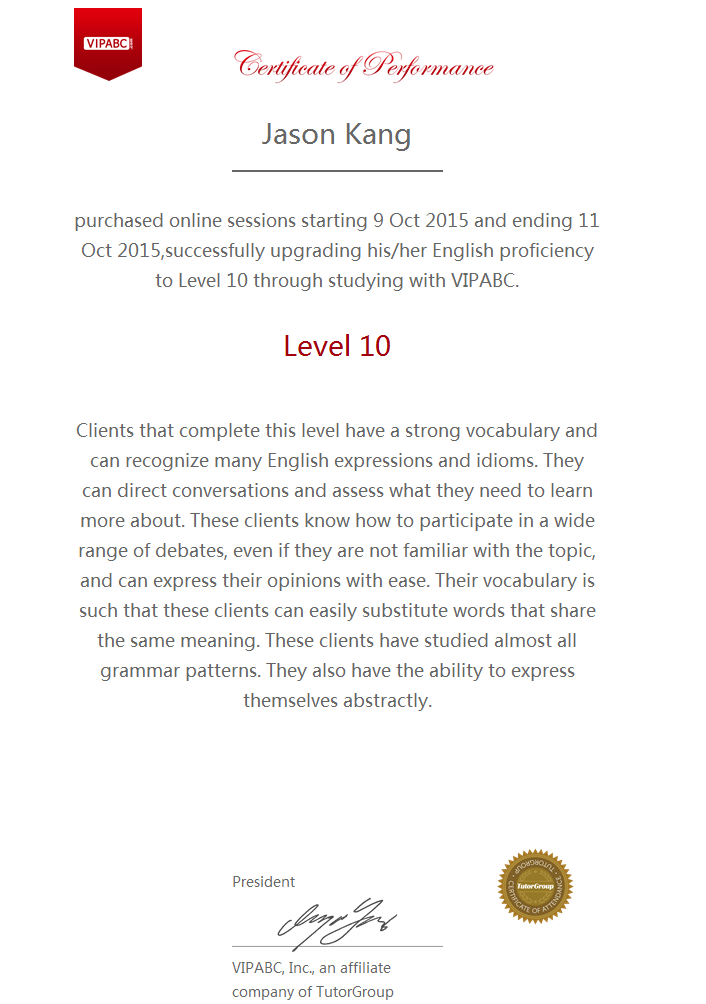 VIPABC
Certificate of Performance
Jason Kang
purchased online sessions starting 9 Oct 2015 and ending 11
Oct 2015,successfully upgrading his/her English proficiency
to Level 10 through studying with VIPABC.
Level 10
Clients that complete this level have a strong vocabulary and
can recognize many English expressions and idioms. They
can direct conversations and assess what they need to learn
more about. These clients know how to participate in a wide
range of debates, even if they are not familiar with the topic,
and can express their opinions with ease. Their vocabulary is
such that these clients can easily substitute words that share
the same meaning. These clients have studied almost all
grammar patterns. They also have the ability to express
themselves abstractly.
President
VIPABC, Inc., an affiliate
company of TutorGroup
TUTORGROUP
TutorGroup
CERTIFICATE OF ATTENDANCE